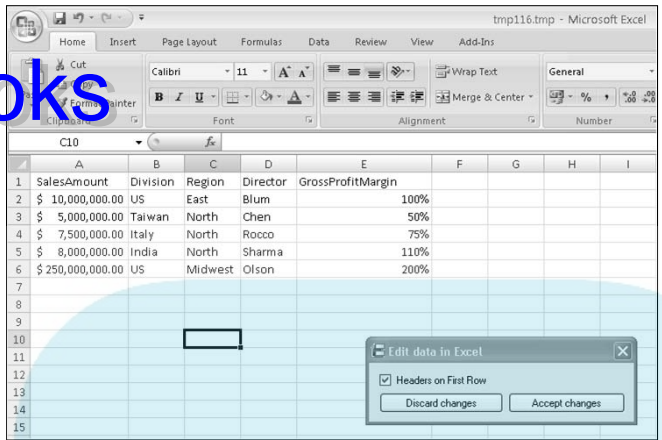 tmp116.tmp - Microsoft Excel
Home Insert Page Layout Formulas Data Review View Add-Ins
oks
Cut
Copy
Format Painter
Clipboard
Calibri 11 A A
B I U A
Font
Wrap Text
Merge & Center
Alignment
General
% , .0 .00 .00 .0
Number
C10 fx
A B C D E F G H I
1 SalesAmount Division Region Director GrossProfitMargin
2 $ 10,000,000.00 US East Blum 100%
3 $ 5,000,000.00 Taiwan North Chen 50%
4 $ 7,500,000.00 Italy North Rocco 75%
5 $ 8,000,000.00 India North Sharma 110%
6 $ 250,000,000.00 US Midwest Olson 200%
7
8
9
10
11
12
13
14
15
Edit data in Excel
Headers on First Row
Discard changes Accept changes